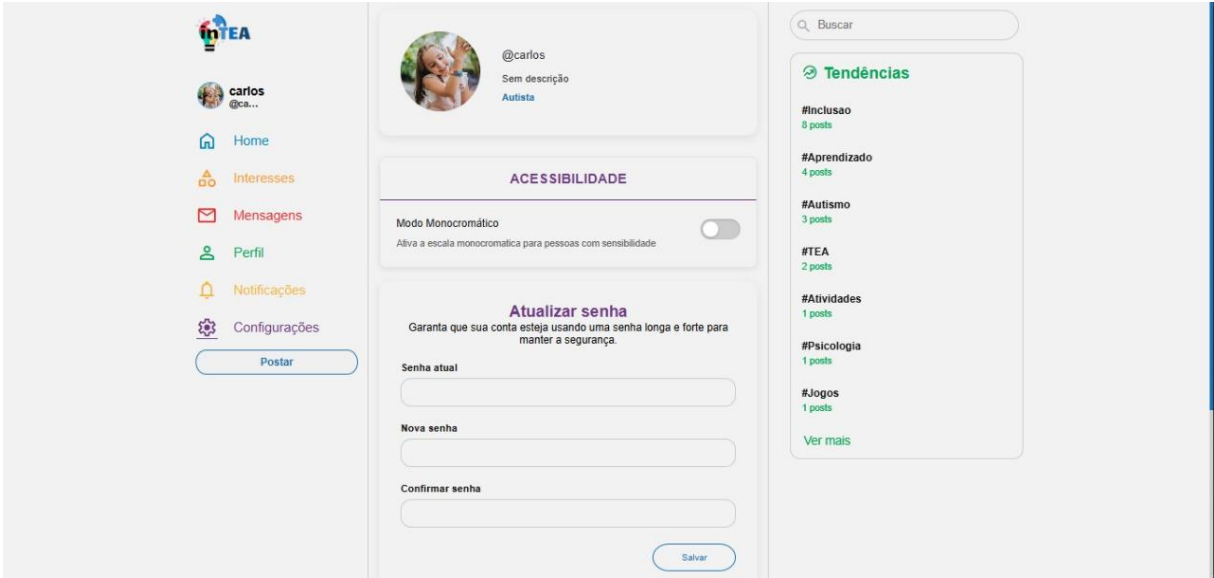 inTEA
carlos
@ca...
Home
Interesses
Mensagens
Perfil
Notificações
Configurações
Postar
@carlos
Sem descrição
Autista
ACESSIBILIDADE
Modo Monocromático
Ativa a escala monocromatica para pessoas com sensibilidade
Atualizar senha
Garanta que sua conta esteja usando uma senha longa e forte para
manter a segurança.
Senha atual
Nova senha
Confirmar senha
Salvar
Buscar
Tendências
#Inclusao
8 posts
#Aprendizado
4 posts
#Autismo
3 posts
#TEA
2 posts
#Atividades
1 posts
#Psicologia
1 posts
#Jogos
1 posts
Ver mais